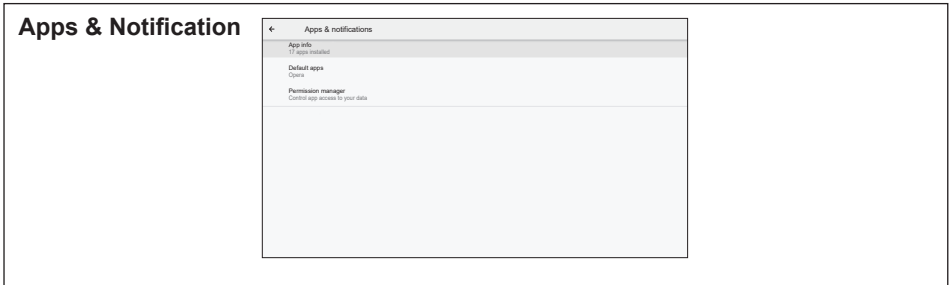 Apps & Notification
← Apps & notifications
App info
17 apps installed
Default apps
Opera
Permission manager
Control app access to your data